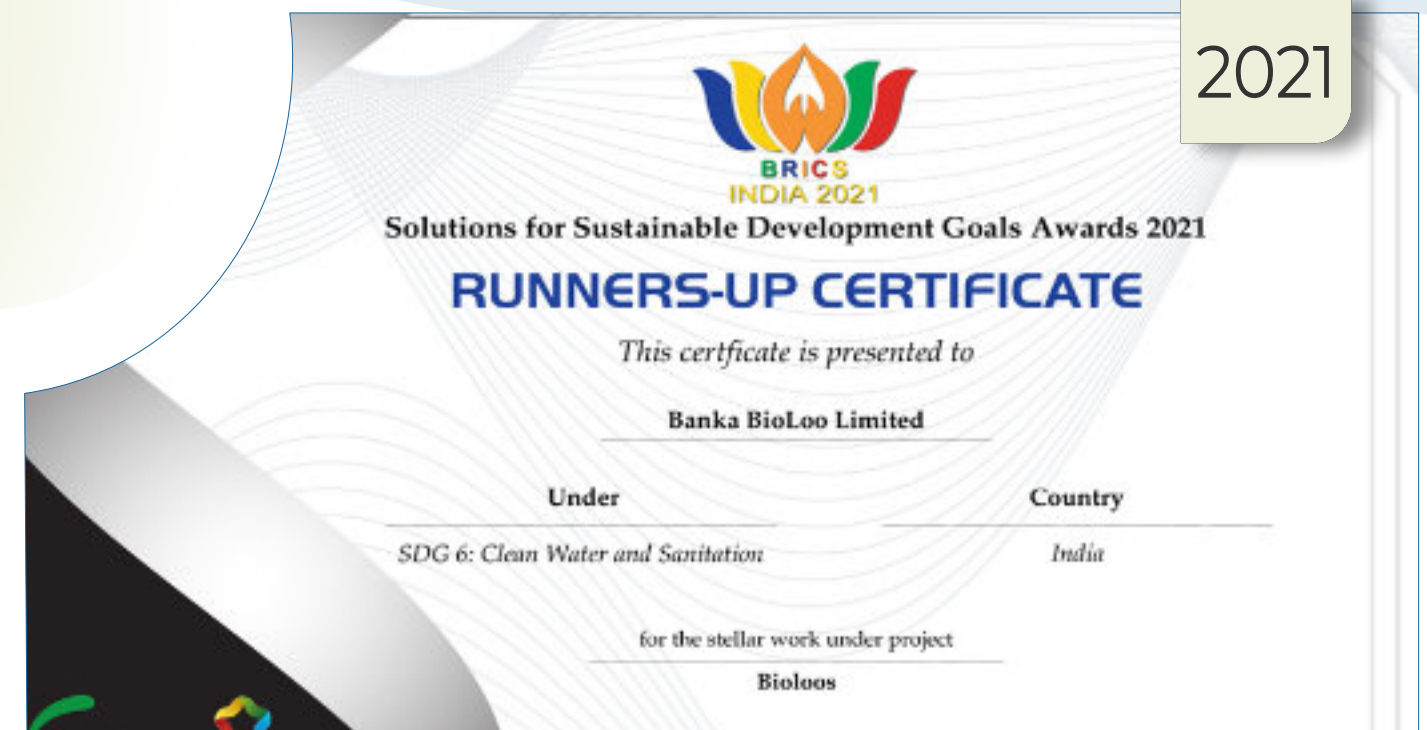 2021
BRICS
INDIA 2021
Solutions for Sustainable Development Goals Awards 2021
RUNNERS-UP CERTIFICATE
This certficate is presented to
Banka BioLoo Limited
Under
Country
SDG 6: Clean Water and Sanitation
India
for the stellar work under project
Bioloos